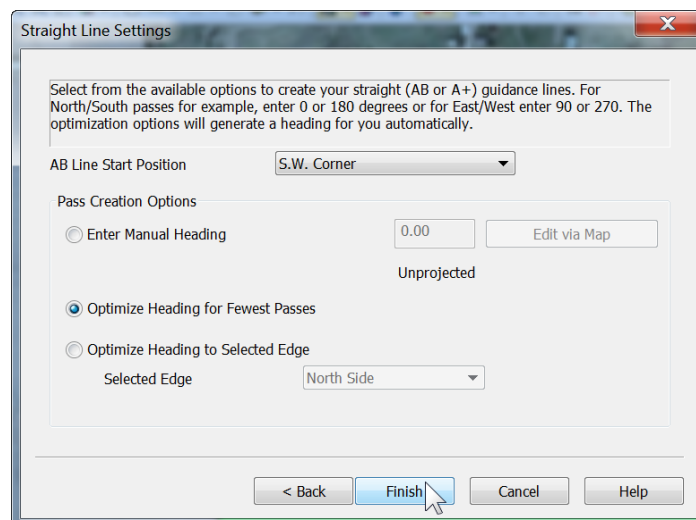 Straight Line Settings
Select from the available options to create your straight (AB or A+) guidance lines. For
North/South passes for example, enter 0 or 180 degrees or for East/West enter 90 or 270. The
optimization options will generate a heading for you automatically.
AB Line Start Position
S.W. Corner
Pass Creation Options
Enter Manual Heading
0.00
Edit via Map
Unprojected
Optimize Heading for Fewest Passes
Optimize Heading to Selected Edge
Selected Edge
North Side
< Back
Finish
Cancel
Help